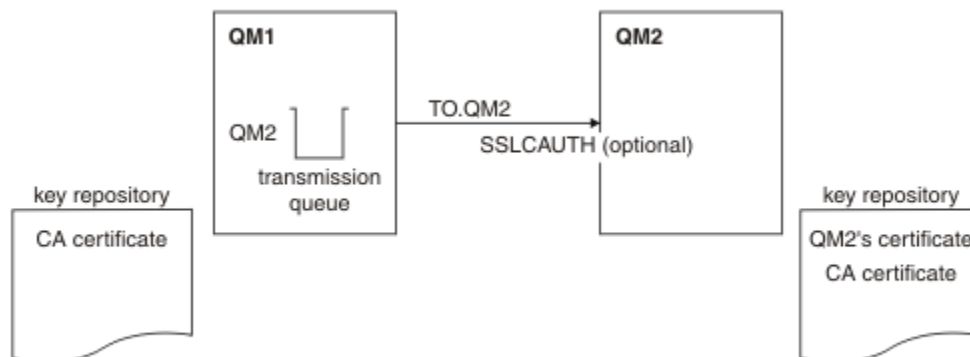 QM1
QM2
TO.QM2
QM2
SSLCAUTH (optional)
transmission
queue
key repository
key repository
CA certificate
QM2's certificate
CA certificate